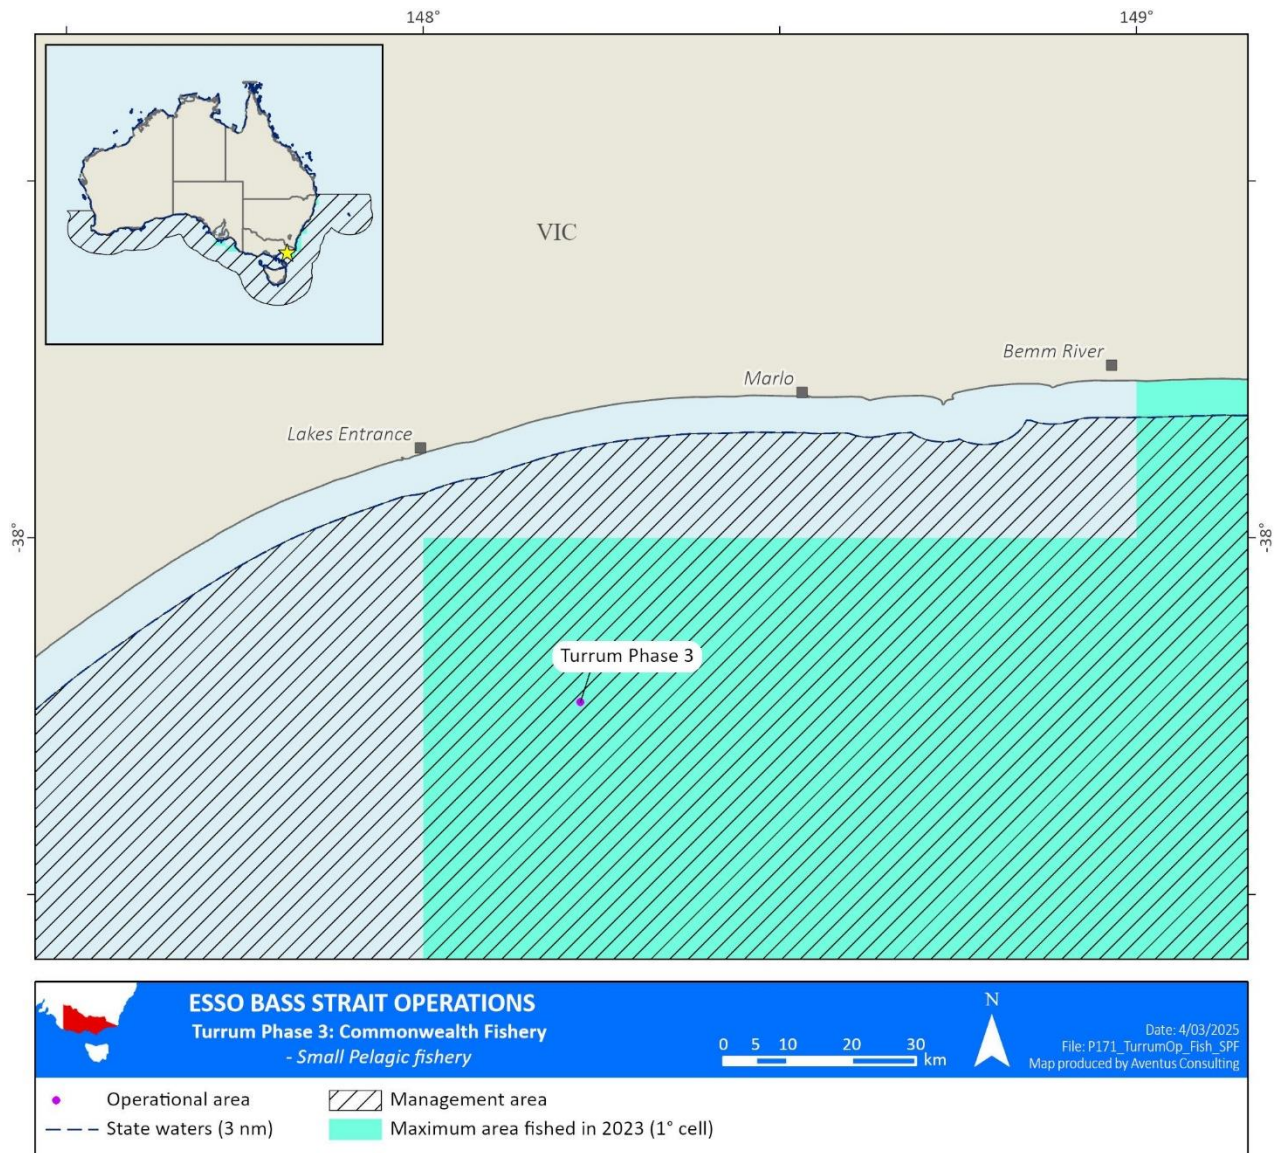 148°
149°
VIC
Bemm River
Marlo
Lakes Entrance
-38°
-38°
Turrum Phase 3
ESSO BASS STRAIT OPERATIONS
Turrum Phase 3: Commonwealth Fishery
- Small Pelagic fishery
0 5 10 20 30
km
N
Date: 4/03/2025
File: P171_TurrumOp_Fish_SPF
Map produced by Aventus Consulting
Operational area
Management area
State waters (3 nm)
Maximum area fished in 2023 (1° cell)